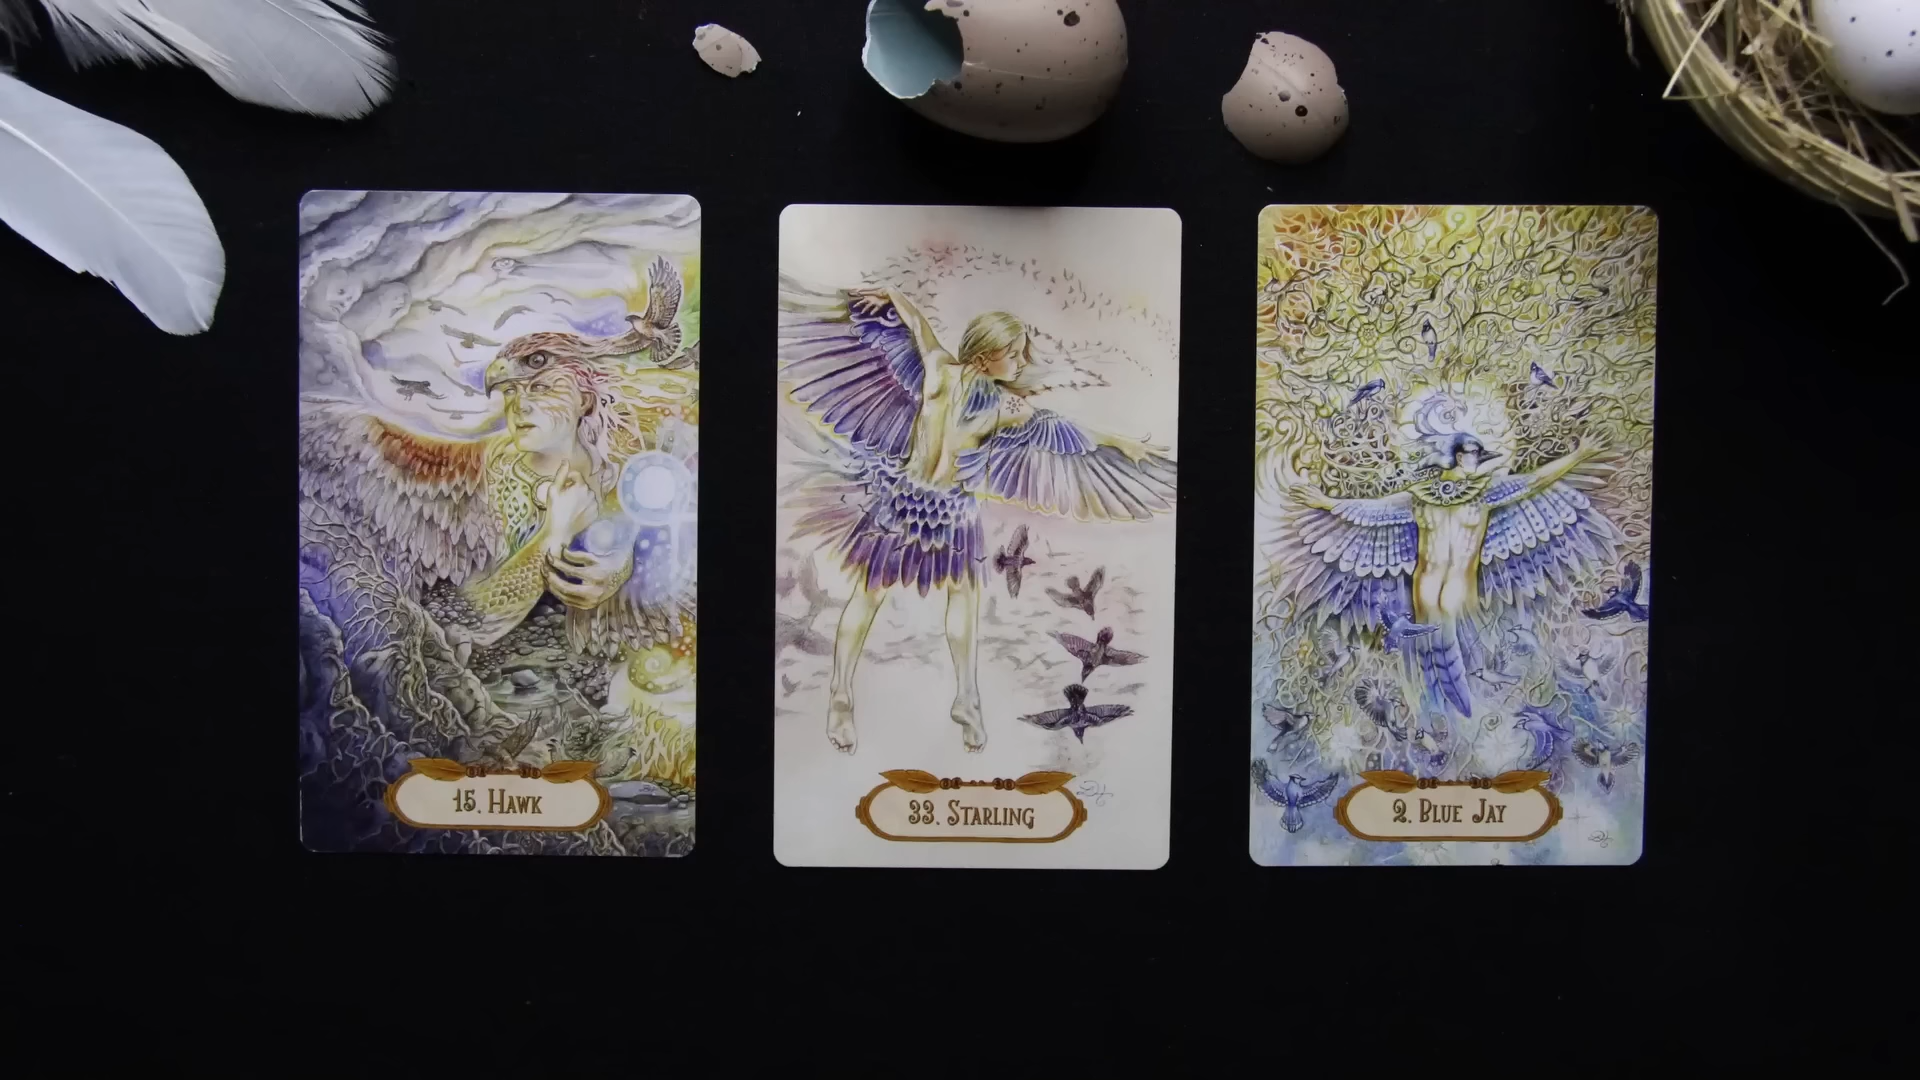 15. Hawk
33. Starling
2. Blue Jay